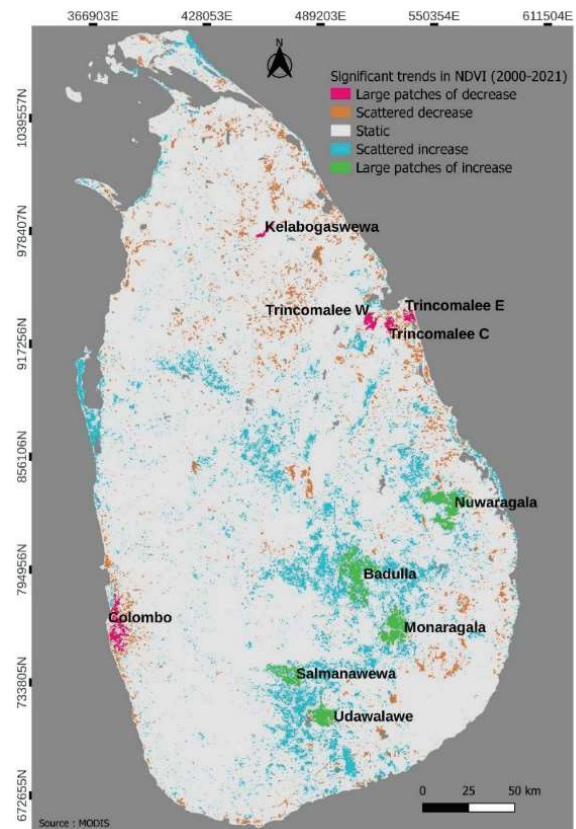 366903E 428053E 489203E 550354E 611504E
N
Significant trends in NDVI (2000-2021)
Large patches of decrease
Scattered decrease
Static
Scattered increase
Large patches of increase
1039557N
978407N
917256N
856106N
794956N
733805N
672655N
Kelabogaswewa
Trincomalee W
Trincomalee E
Trincomalee C
Nuwaragala
Badulla
Colombo
Monaragala
Salmanawewa
Udawalawe
0 25 50 km
Source : MODIS